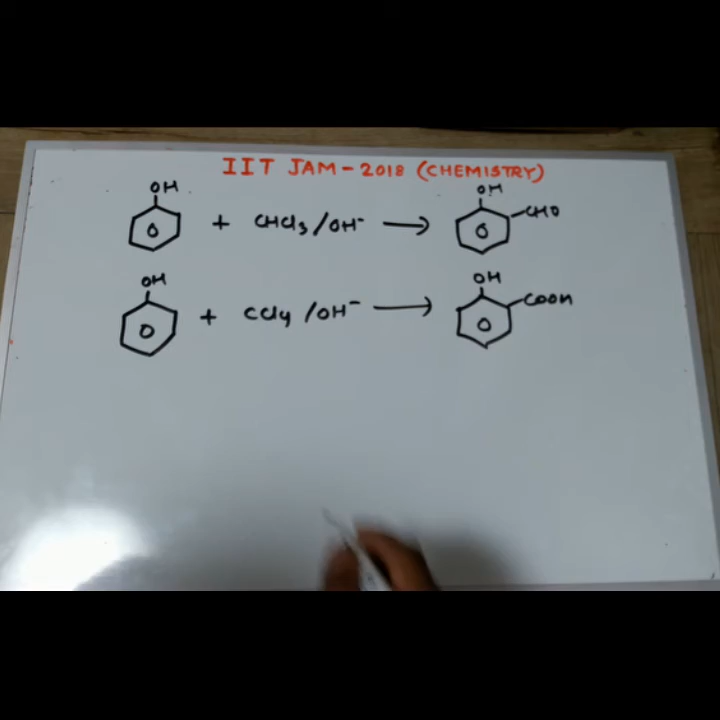 IIT JAM-2018 (CHEMISTRY)
OH OH
+ CHCl3/OH- → CHO
OH OH
+ CCl4/OH- → COOH